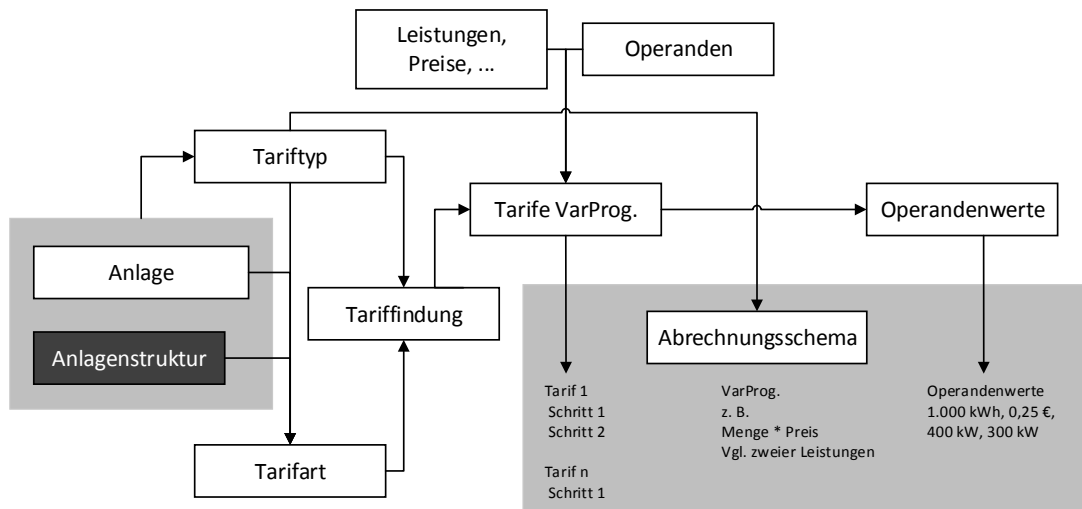 Leistungen,
Preise, ...
Operanden
Tariftyp
Tarife VarProg.
Operandenwerte
Anlage
Tariffindung
Anlagenstruktur
Abrechnungsschema
Tarifart
Tarif 1
Schritt 1
Schritt 2
Tarif n
Schritt 1
VarProg.
z. B.
Menge * Preis
Vgl. zweier Leistungen
Operandenwerte
1.000 kWh, 0,25 €,
400 kW, 300 kW